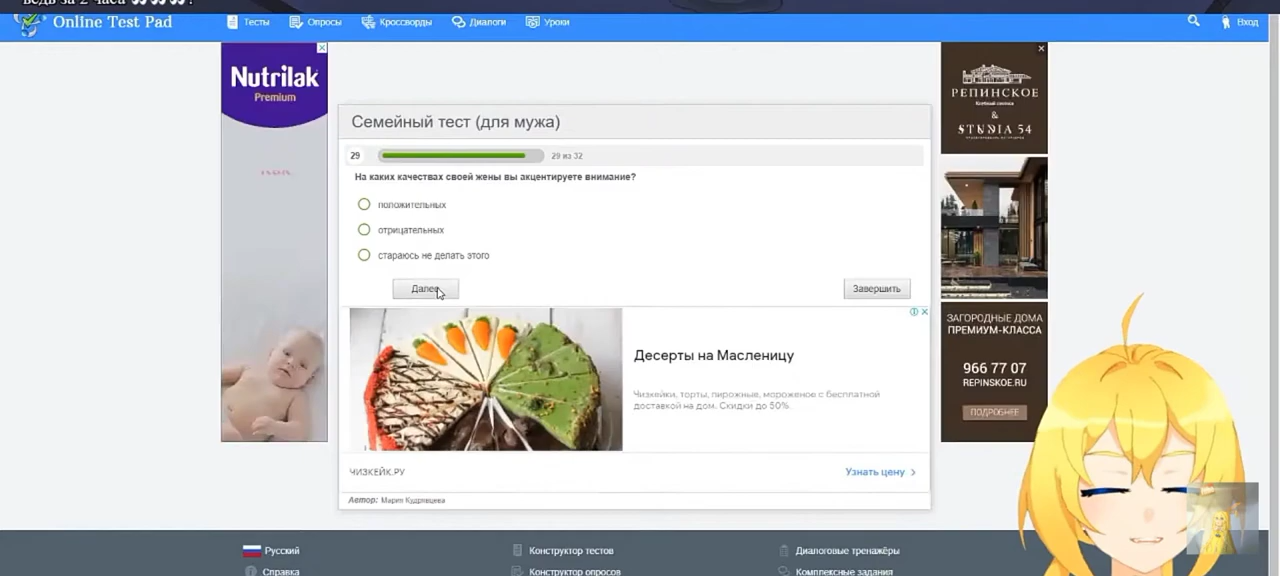 ведь за 2 часа
Online Test Pad
Тесты
Опросы
Кроссворды
Диалоги
Уроки
Вход
Nutrilak
Premium
РЕПИНСКОЕ
&
STUDIA 54
Семейный тест (для мужа)
29
29 из 32
На каких качествах своей жены вы акцентируете внимание?
положительных
отрицательных
стараюсь не делать этого
Далее
Завершить
ЗАГОРОДНЫЕ ДОМА
ПРЕМИУМ-КЛАССА
966 77 07
REPINSKOE.RU
ПОДРОБНЕЕ
Десерты на Масленицу
Чизкейки, торты, пирожные, мороженое с бесплатной
доставкой на дом. Скидки до 50%
ЧИЗКЕЙК.РУ
Узнать цену
Автор: Мария Кудрявцева
Русский
Конструктор тестов
Диалоговые тренажёры
Справка
Конструктор опросов
Комплексные задания